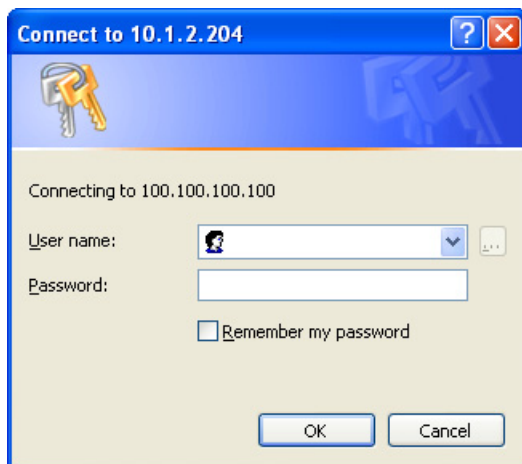 Connect to 10.1.2.204
?
Connecting to 100.100.100.100
User name:
...
Password:
Remember my password
OK
Cancel